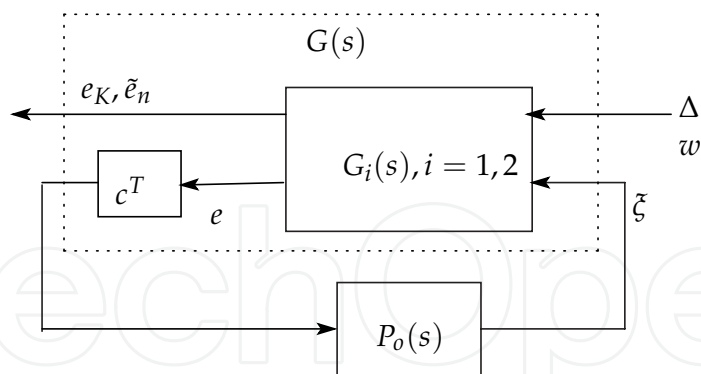 G(s)
e_K, ẽ_n
Δ
w
G_i(s), i = 1, 2
c^T
e
ξ̃
P_o(s)